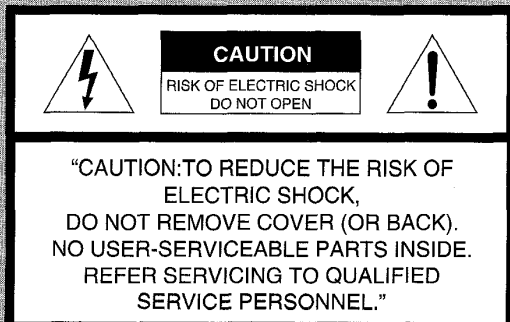 CAUTION
RISK OF ELECTRIC SHOCK
DO NOT OPEN
“CAUTION:TO REDUCE THE RISK OF
ELECTRIC SHOCK,
DO NOT REMOVE COVER (OR BACK).
NO USER-SERVICEABLE PARTS INSIDE.
REFER SERVICING TO QUALIFIED
SERVICE PERSONNEL.”